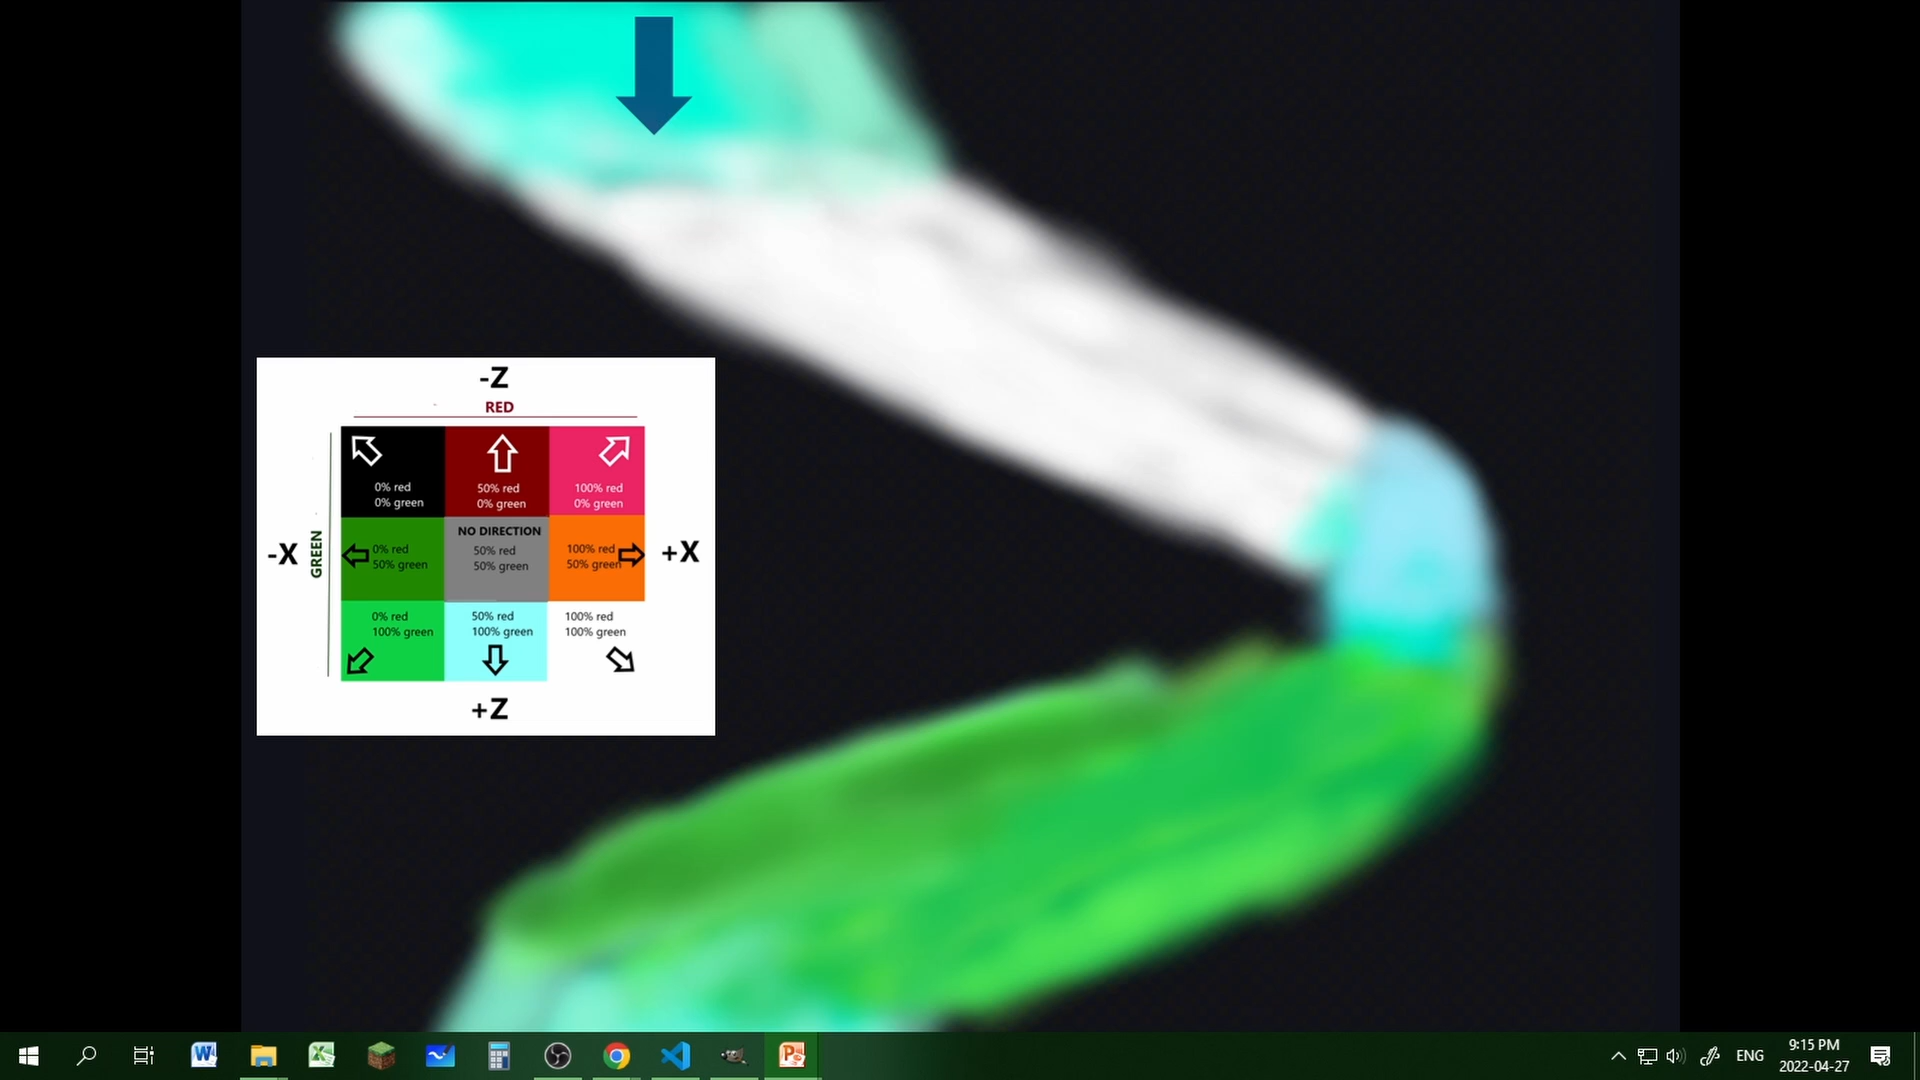 -Z
RED
0% red
0% green
50% red
0% green
100% red
0% green
-X
GREEN
0% red
50% green
NO DIRECTION
50% red
50% green
100% red
50% green
+X
0% red
100% green
50% red
100% green
100% red
100% green
+Z
ENG
9:15 PM
2022-04-27